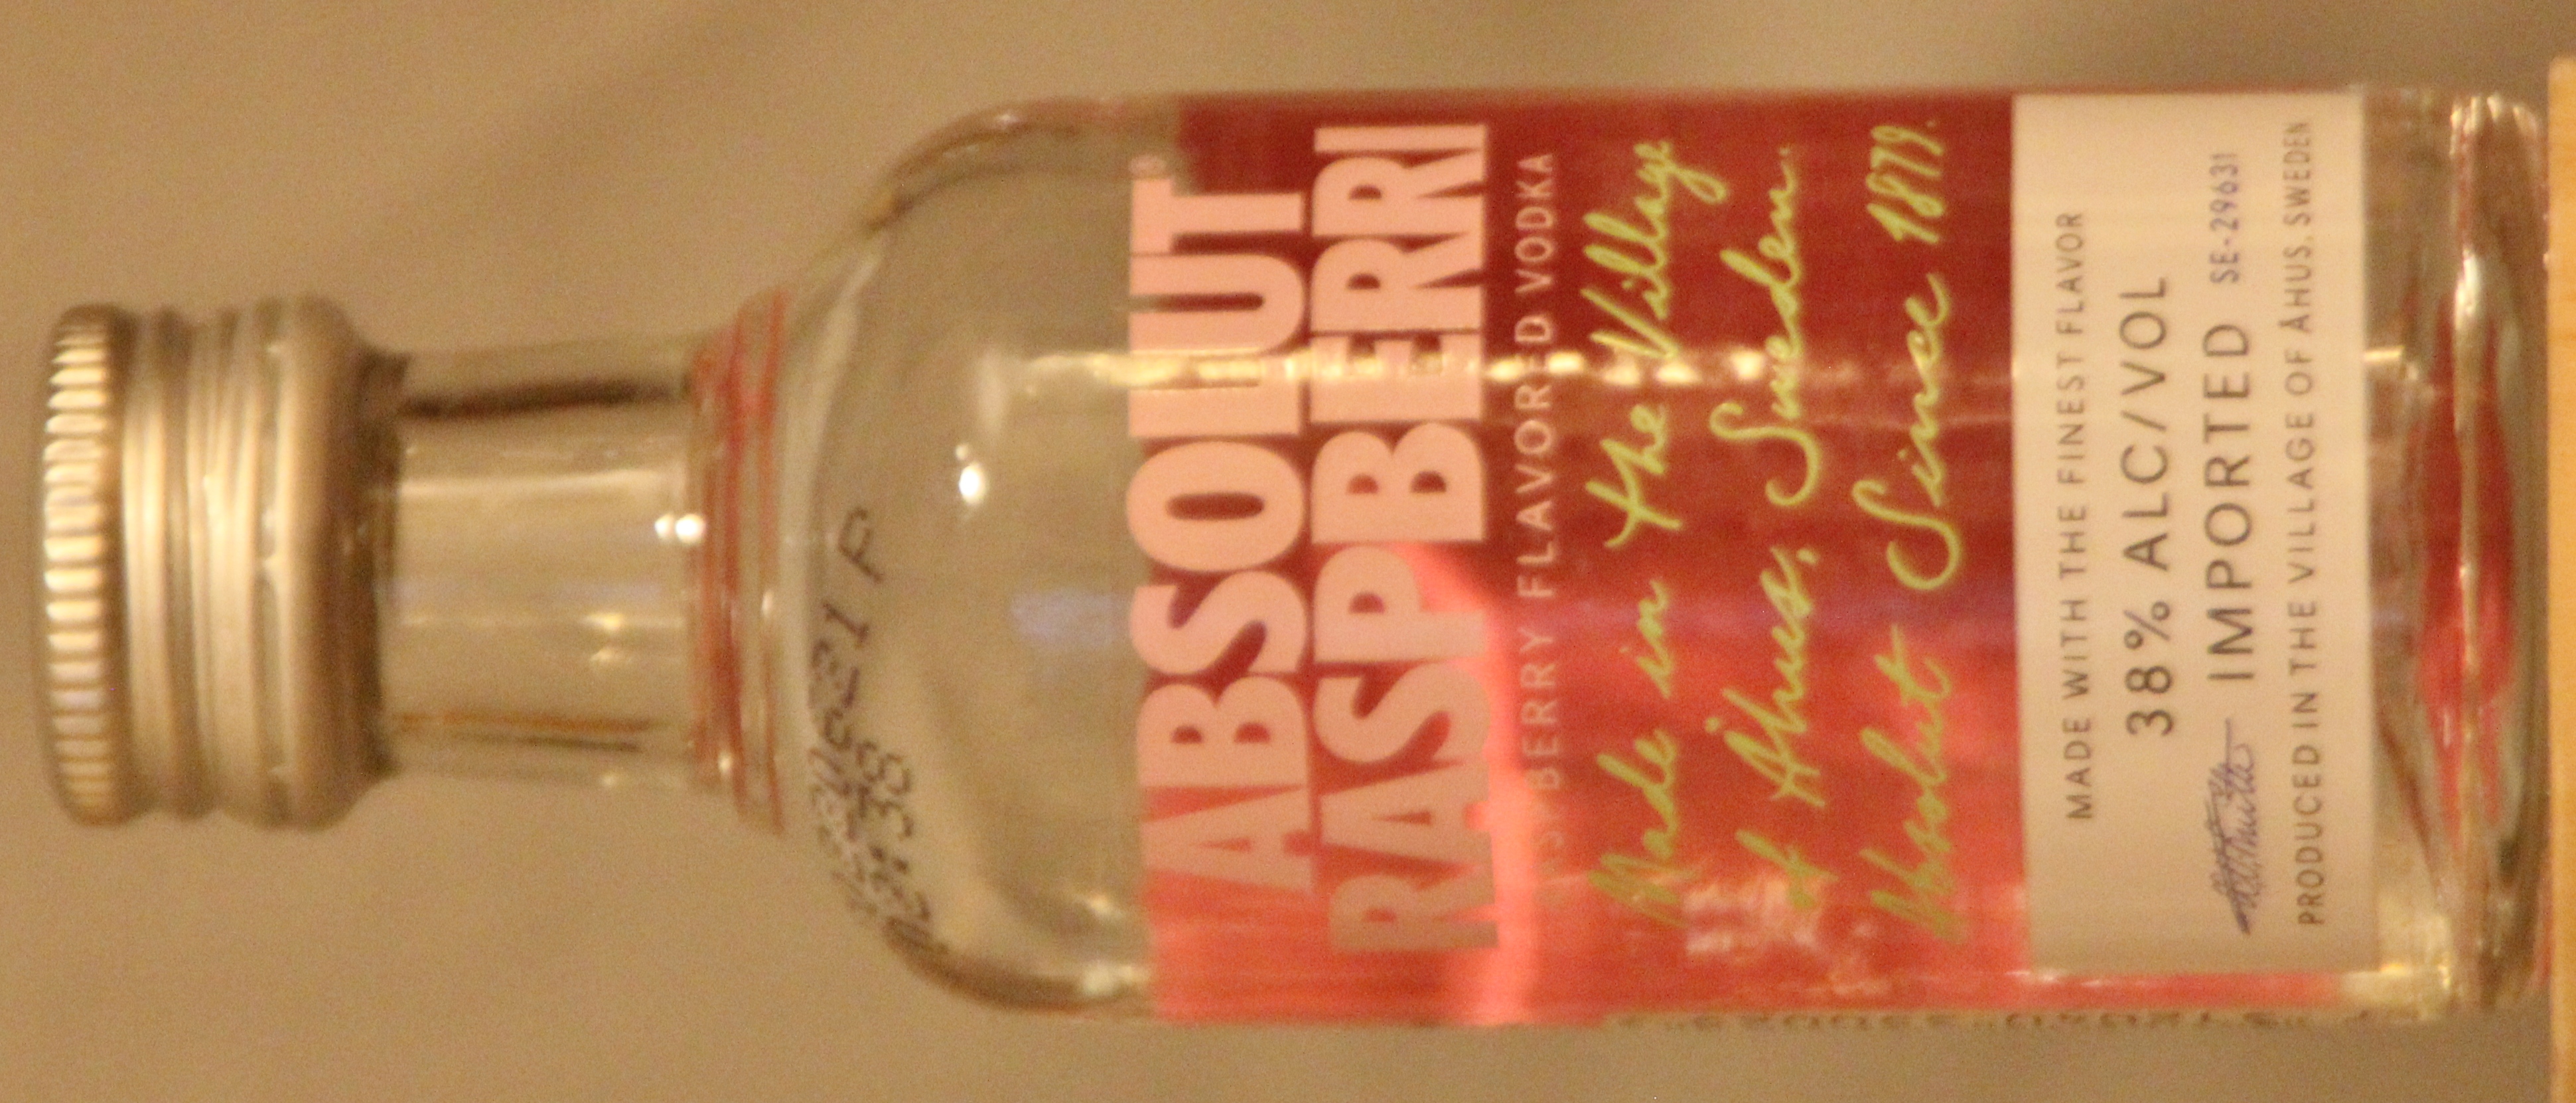 ABSOLUT®
RASPBERRI
RASPBERRY FLAVORED VODKA
Made in the Village
of Åhus, Sweden.
Absolut Since 1879.
MADE WITH THE FINEST FLAVOR
38% ALC/VOL
IMPORTED SE-29631
PRODUCED IN THE VILLAGE OF ÅHUS, SWEDEN